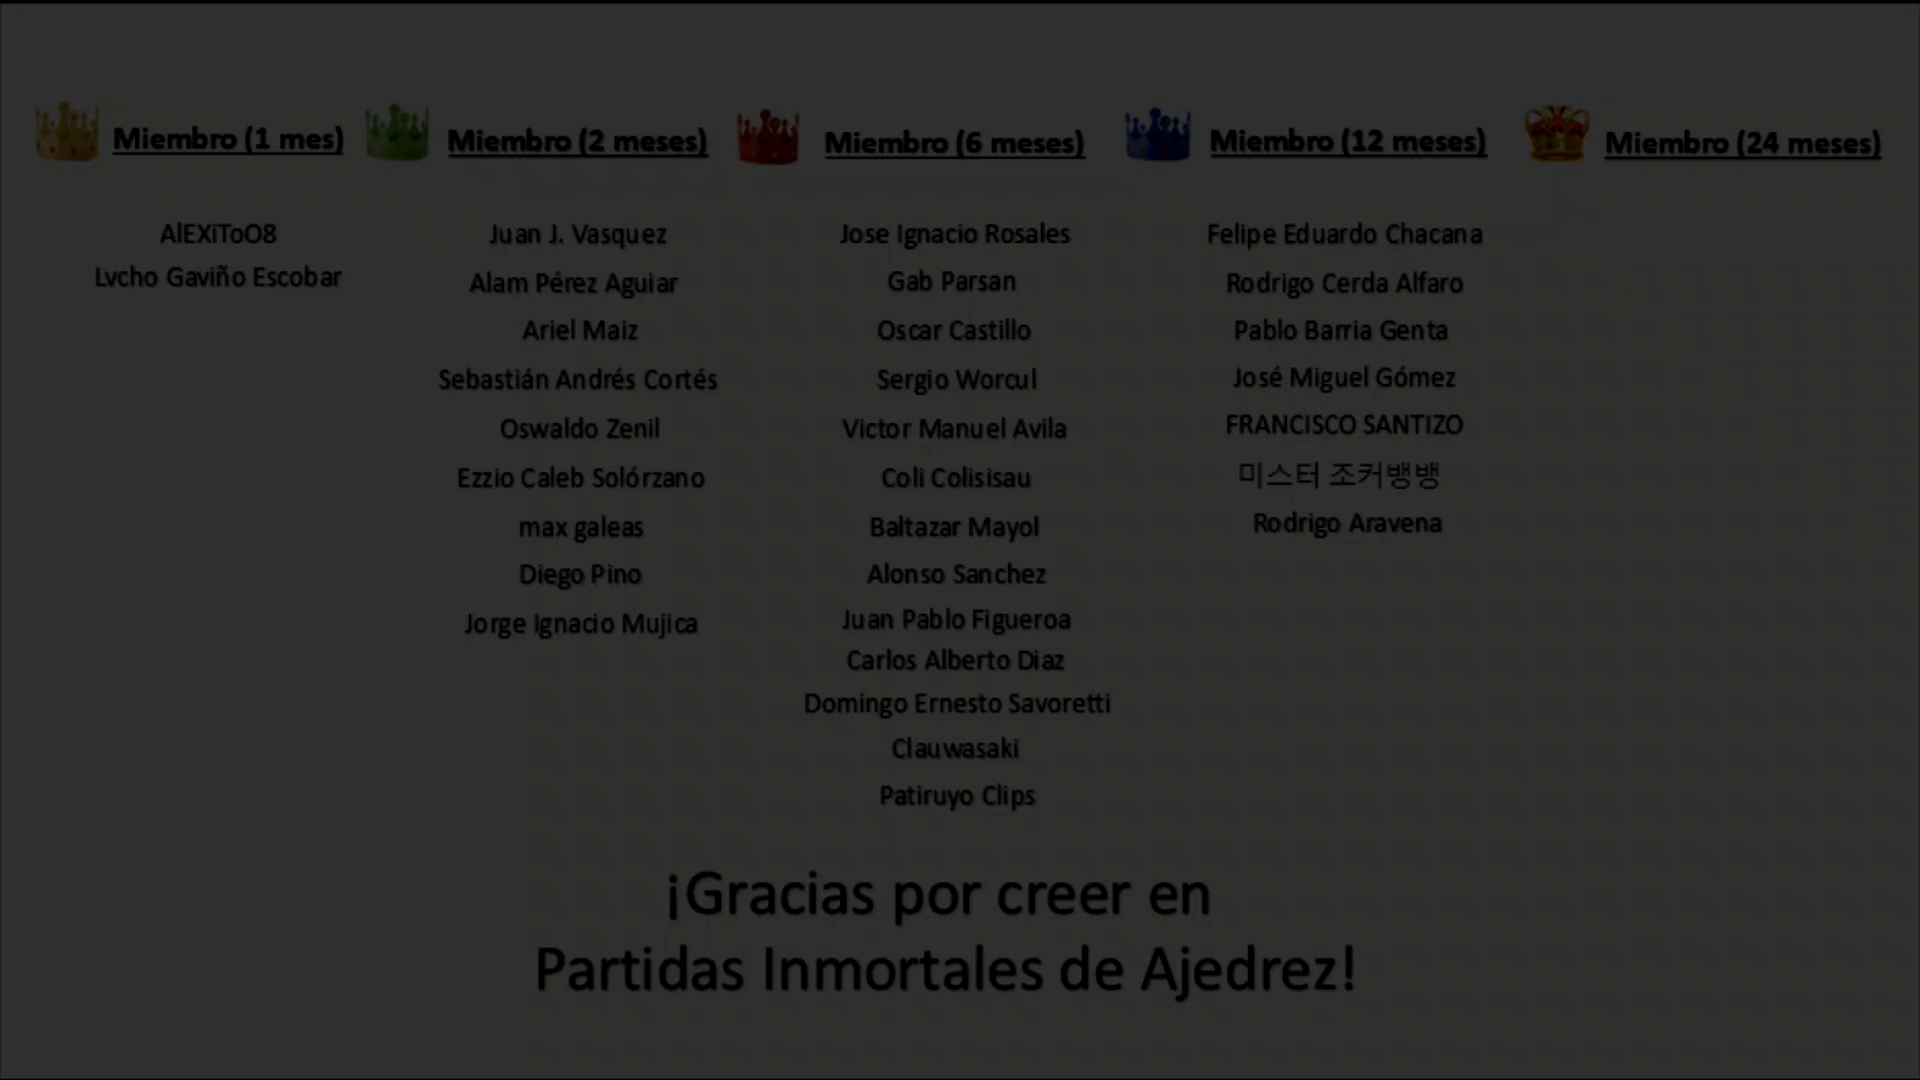 Miembro (1 mes)
AlEXiToO8
Lvcho Gaviño Escobar
Miembro (2 meses)
Juan J. Vasquez
Alam Pérez Aguiar
Ariel Maiz
Sebastián Andrés Cortés
Oswaldo Zenil
Ezzio Caleb Solórzano
max galeas
Diego Pino
Jorge Ignacio Mujica
Miembro (6 meses)
Jose Ignacio Rosales
Gab Parsan
Oscar Castillo
Sergio Worcul
Victor Manuel Avila
Coli Colisisau
Baltazar Mayol
Alonso Sanchez
Juan Pablo Figueroa
Carlos Alberto Diaz
Domingo Ernesto Savoretti
Clauwasaki
Patiruyo Clips
Miembro (12 meses)
Felipe Eduardo Chacana
Rodrigo Cerda Alfaro
Pablo Barria Genta
José Miguel Gómez
FRANCISCO SANTIZO
미스터 조커뱅뱅
Rodrigo Aravena
Miembro (24 meses)
¡Gracias por creer en
Partidas Inmortales de Ajedrez!